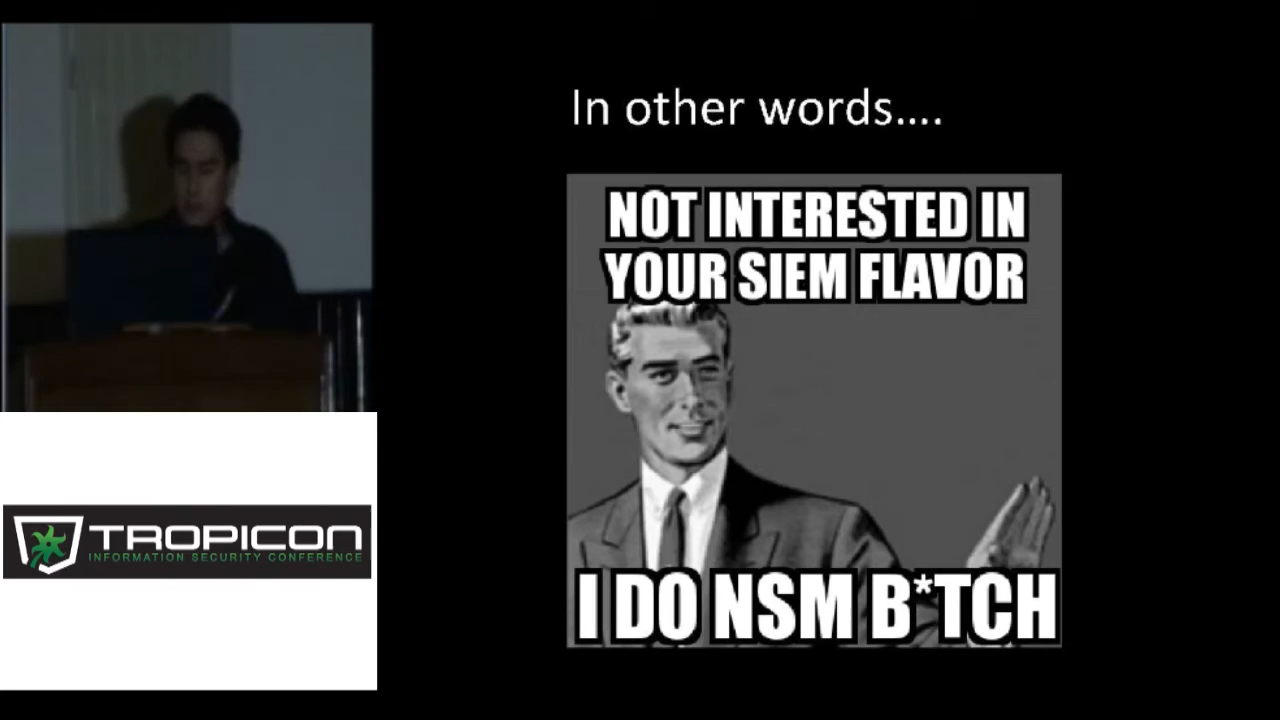 In other words....
NOT INTERESTED IN
YOUR SIEM FLAVOR
I DO NSM B*TCH
TROPICON
INFORMATION SECURITY CONFERENCE